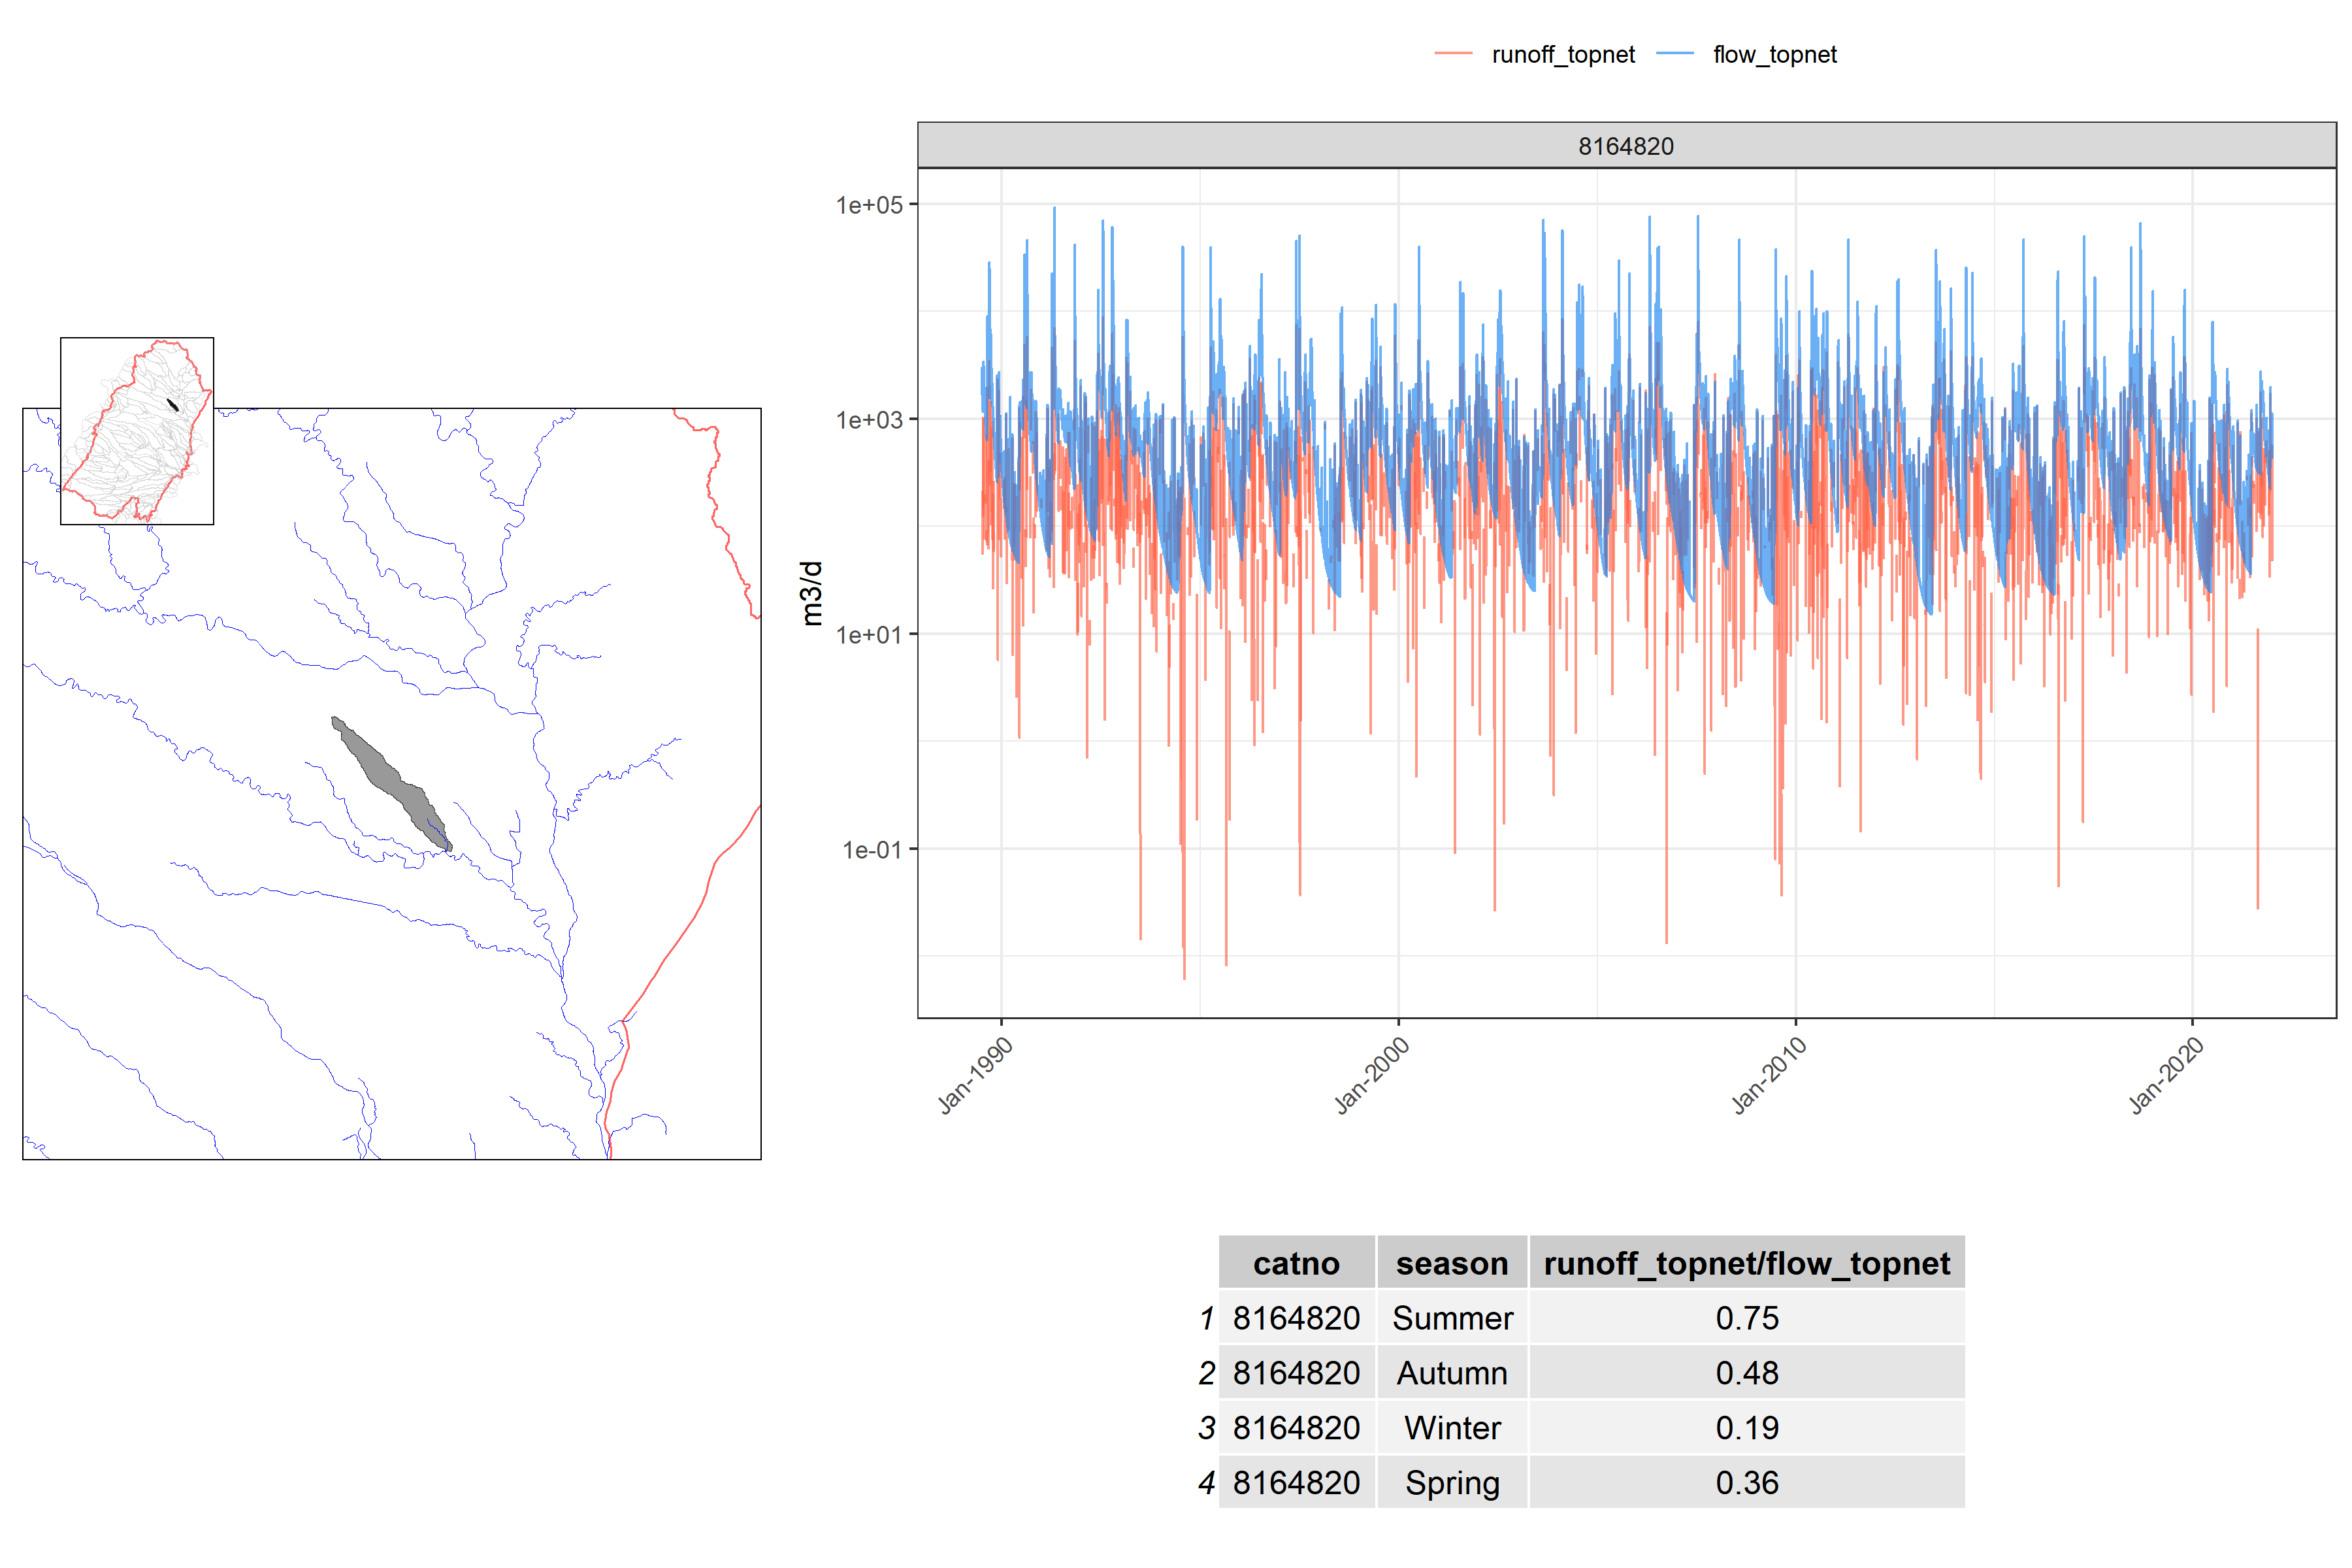 runoff_topnet flow_topnet
8164820
1e+05
1e+03
1e+01
1e-01
m3/d
Jan-1990 Jan-2000 Jan-2010 Jan-2020
catno season runoff_topnet/flow_topnet
1 8164820 Summer 0.75
2 8164820 Autumn 0.48
3 8164820 Winter 0.19
4 8164820 Spring 0.36